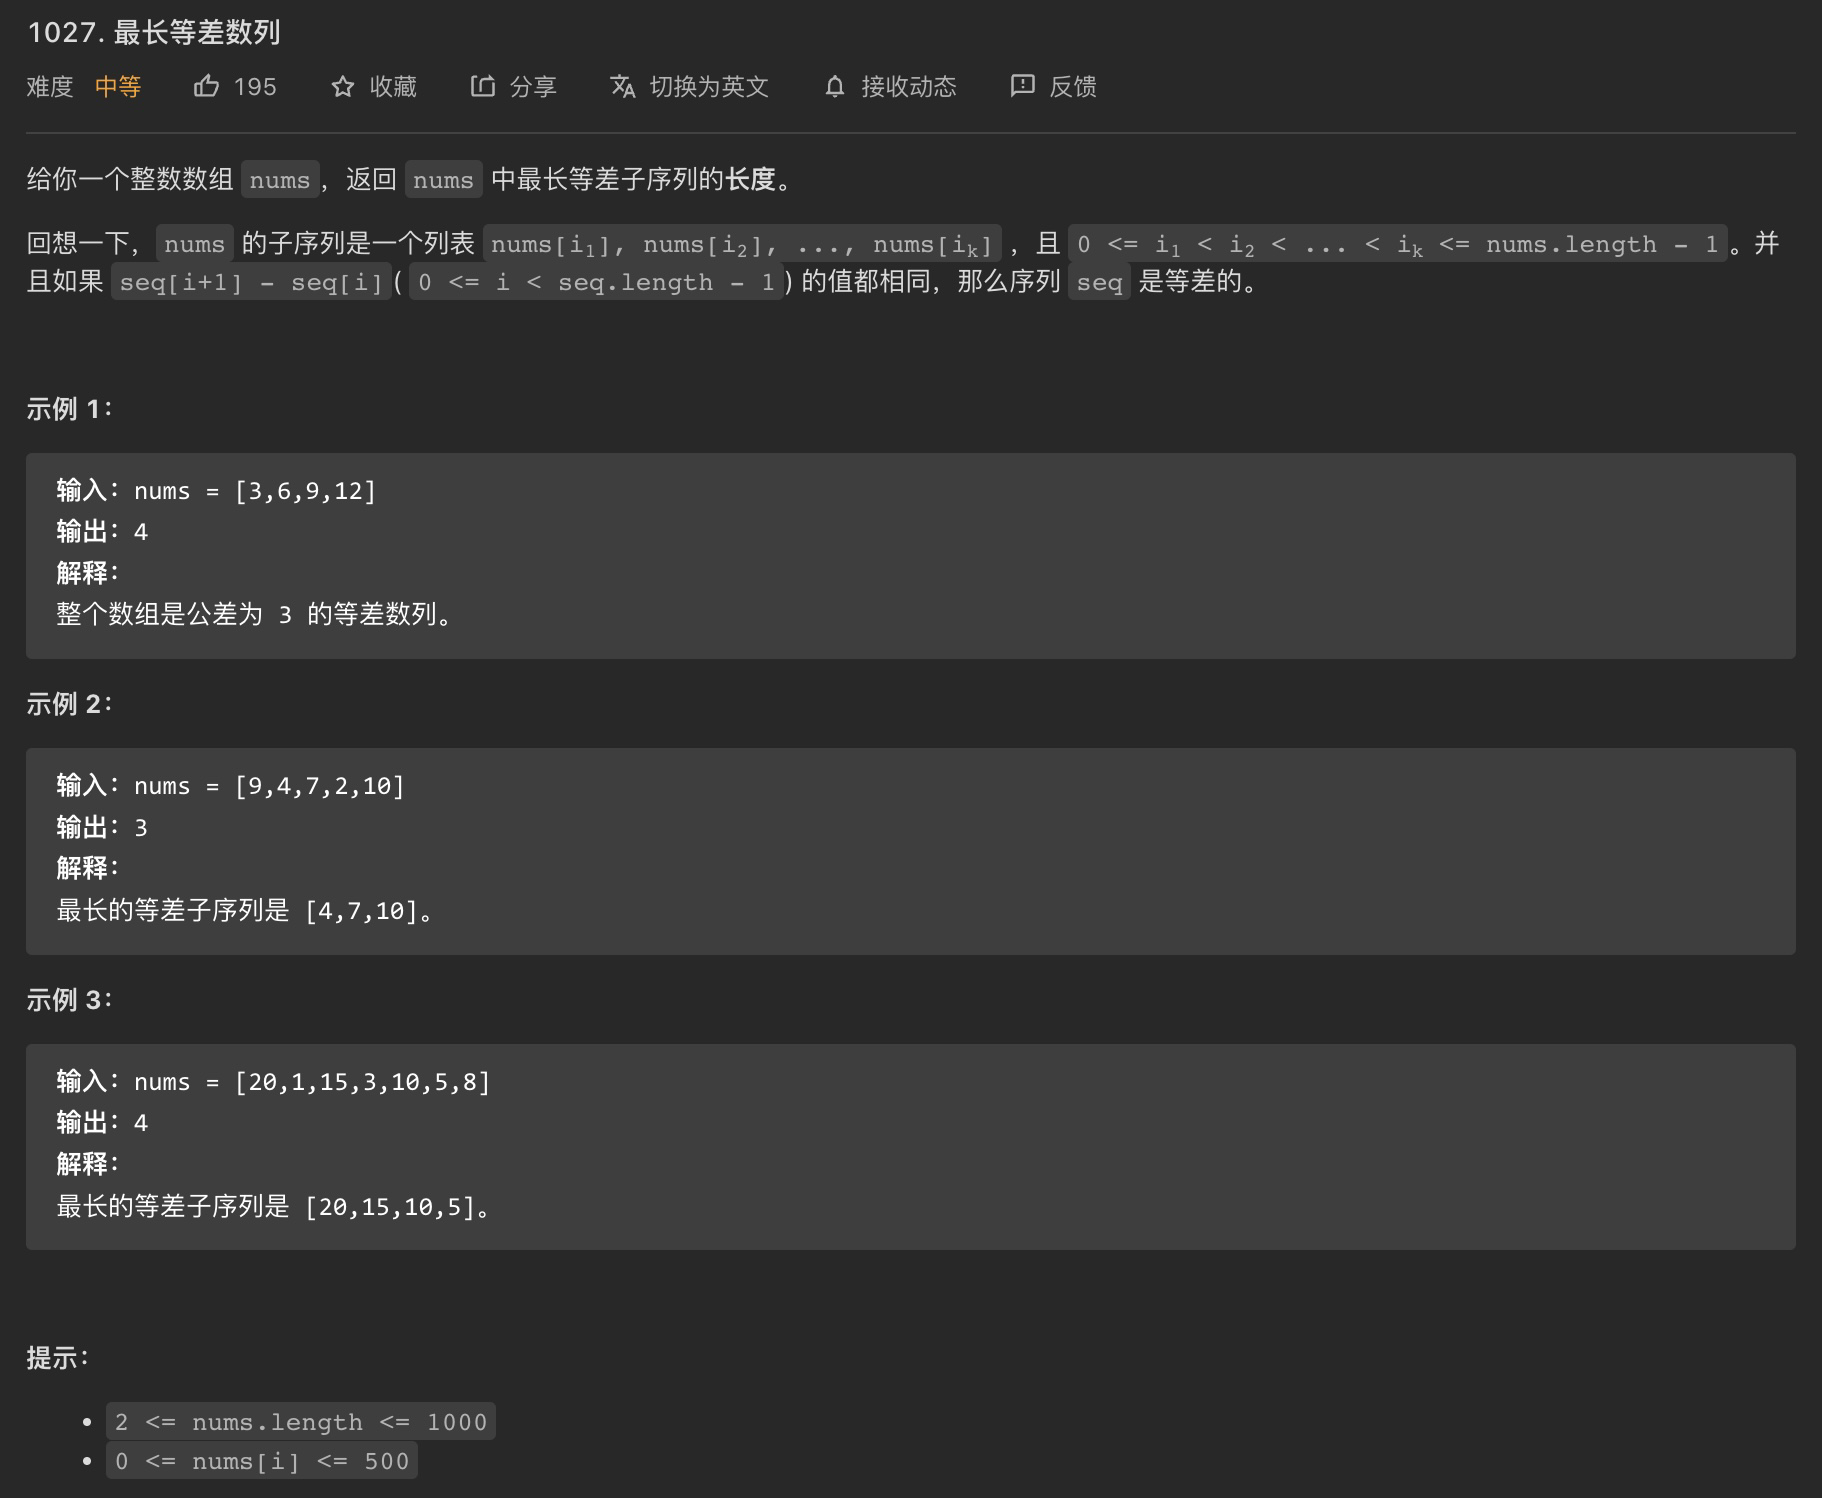 1027. 最长等差数列
难度 中等 195 收藏 分享 切换为英文 接收动态 反馈
给你一个整数数组 nums，返回 nums 中最长等差子序列的长度。
回想一下，nums 的子序列是一个列表 nums[i₁], nums[i₂], ..., nums[iₖ] ，且 0 <= i₁ < i₂ < ... < iₖ <= nums.length - 1。并
且如果 seq[i+1] - seq[i]( 0 <= i < seq.length - 1) 的值都相同，那么序列 seq 是等差的。
示例 1：
输入：nums = [3,6,9,12]
输出：4
解释：
整个数组是公差为 3 的等差数列。
示例 2：
输入：nums = [9,4,7,2,10]
输出：3
解释：
最长的等差子序列是 [4,7,10]。
示例 3：
输入：nums = [20,1,15,3,10,5,8]
输出：4
解释：
最长的等差子序列是 [20,15,10,5]。
提示：
• 2 <= nums.length <= 1000
• 0 <= nums[i] <= 500